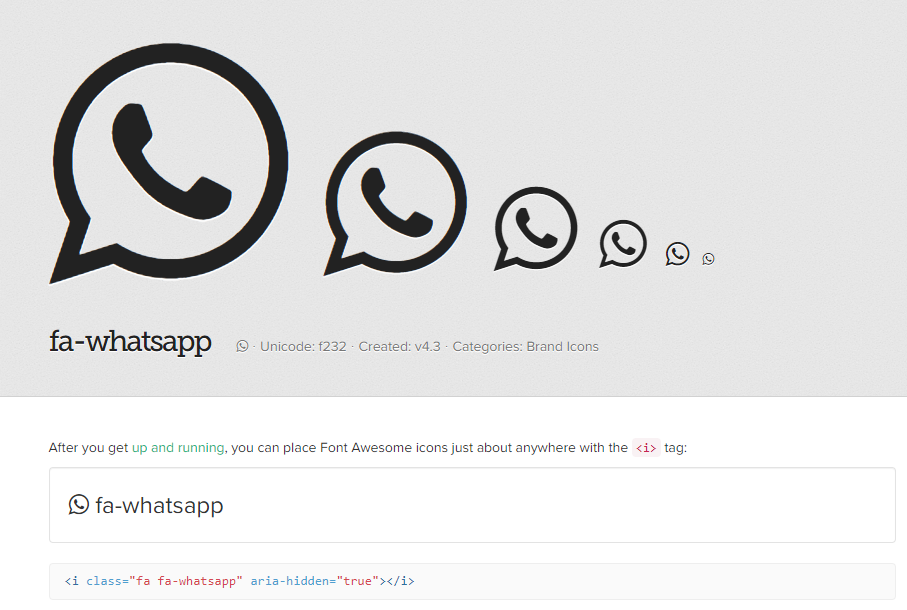 fa-whatsapp · Unicode: f232 · Created: v4.3 · Categories: Brand Icons
After you get up and running, you can place Font Awesome icons just about anywhere with the <i> tag:
fa-whatsapp
<i class="fa fa-whatsapp" aria-hidden="true"></i>